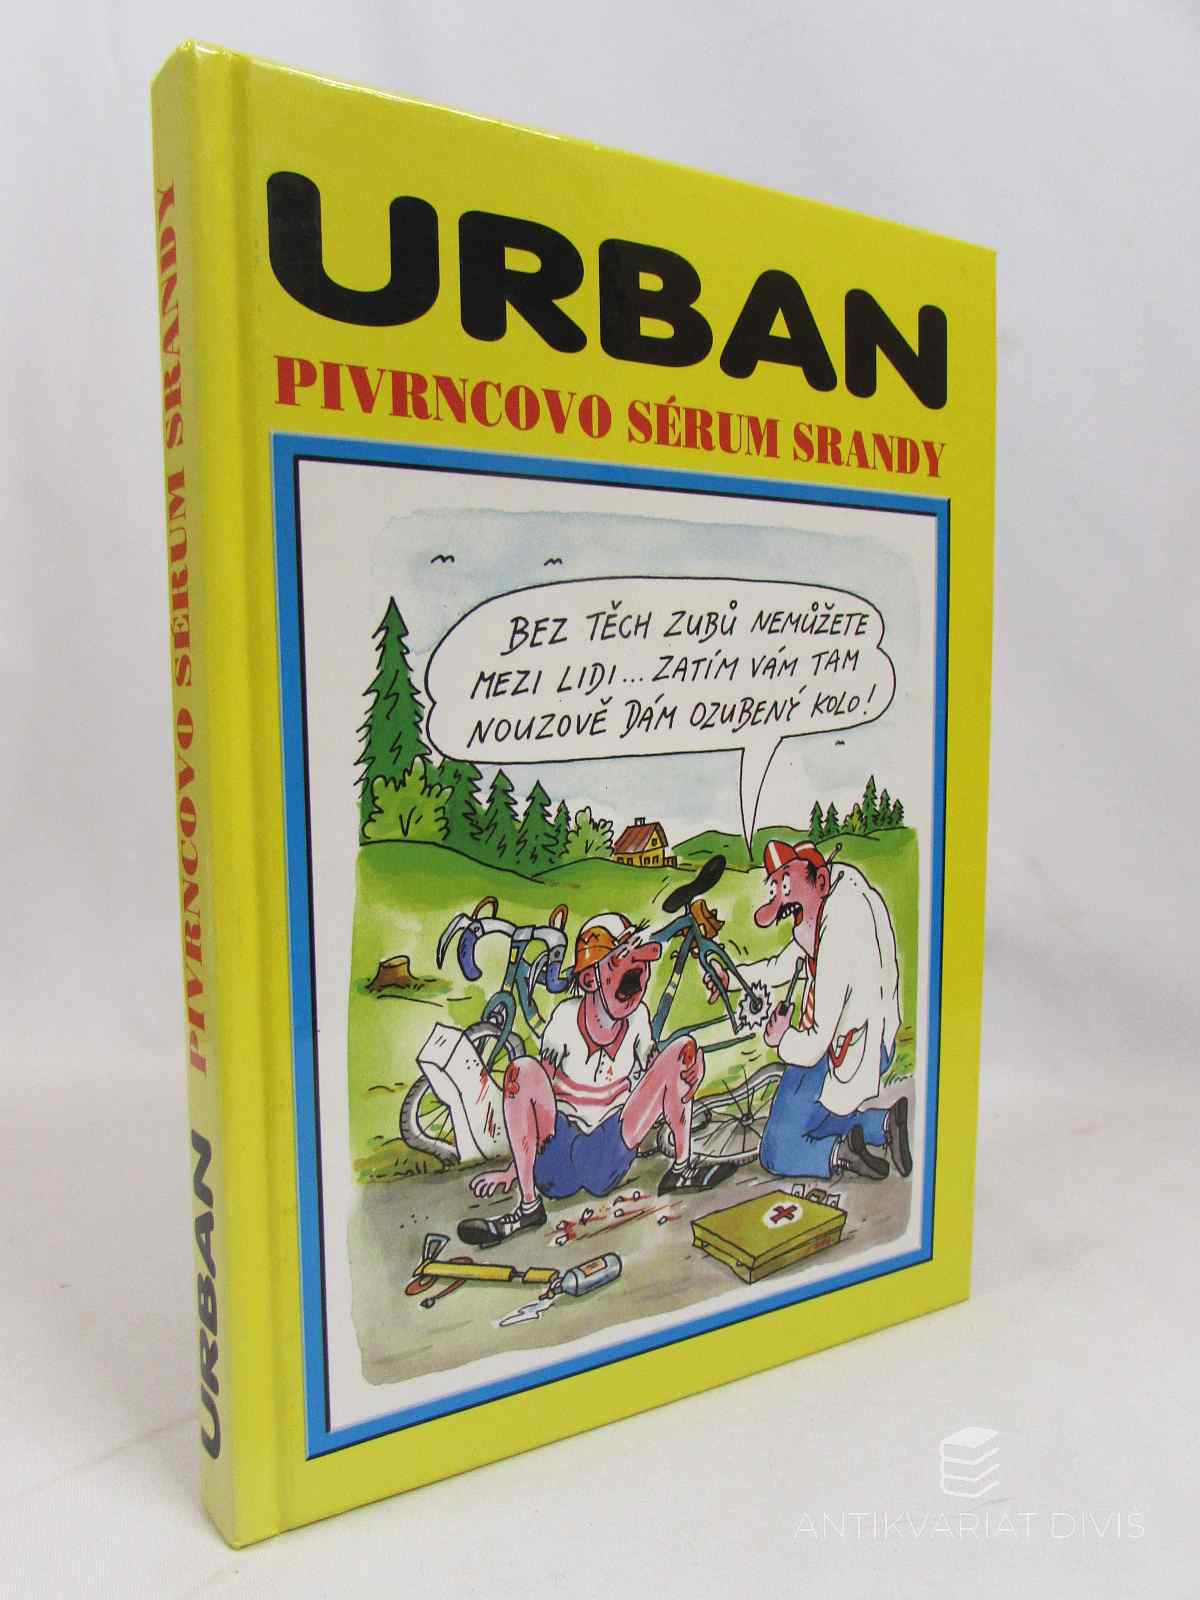 URBAN
PIVRNCOVO SÉRUM SRANDY
BEZ TĚCH ZUBŮ NEMŮŽETE
MEZI LIDI... ZATÍM VÁM TAM
NOUZOVĚ DÁM OZUBENÝ KOLO!
URBAN PIVRNCOVO SÉRUM SRANDY
ANTIKVARIÁT DIVIŠ